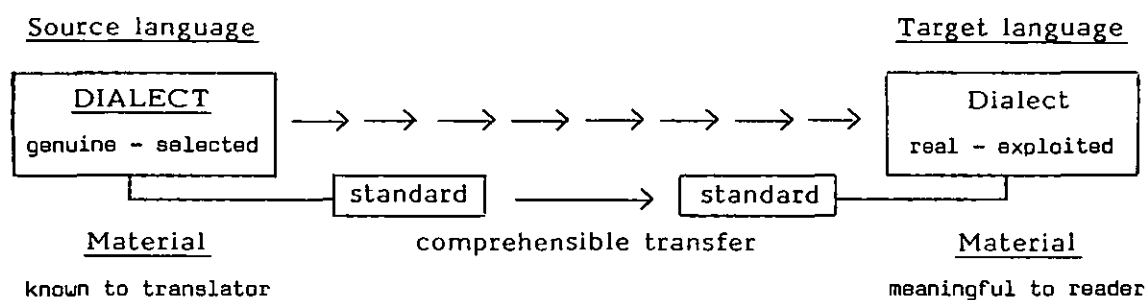 Source language Target language
DIALECT Dialect
genuine - selected real - exploited
standard standard
Material comprehensible transfer Material
known to translator meaningful to reader